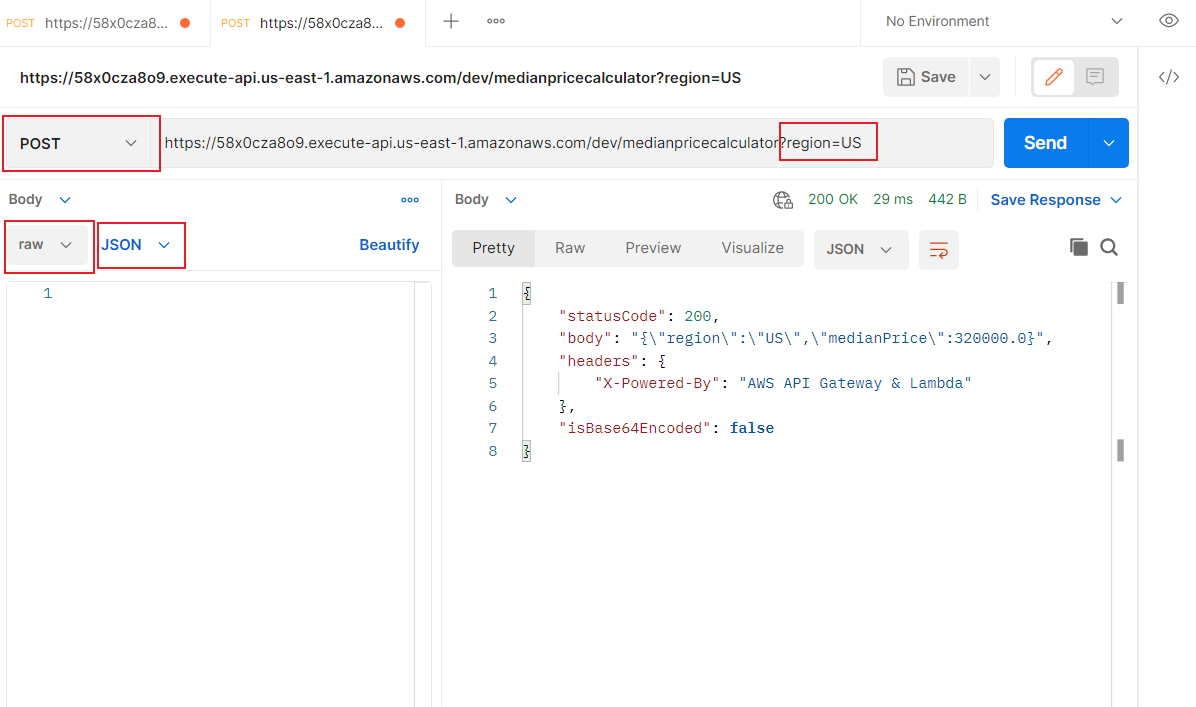 POST https://58x0cza8... POST https://58x0cza8... No Environment
https://58x0cza8o9.execute-api.us-east-1.amazonaws.com/dev/medianpricecalculator?region=US Save
POST https://58x0cza8o9.execute-api.us-east-1.amazonaws.com/dev/medianpricecalculator?region=US Send
Body Body 200 OK 29 ms 442 B Save Response
raw JSON Beautify Pretty Raw Preview Visualize JSON
1
1 {
2 "statusCode": 200,
3 "body": "{\"region\":\"US\",\"medianPrice\":320000.0}",
4 "headers": {
5 "X-Powered-By": "AWS API Gateway & Lambda"
6 },
7 "isBase64Encoded": false
8 }